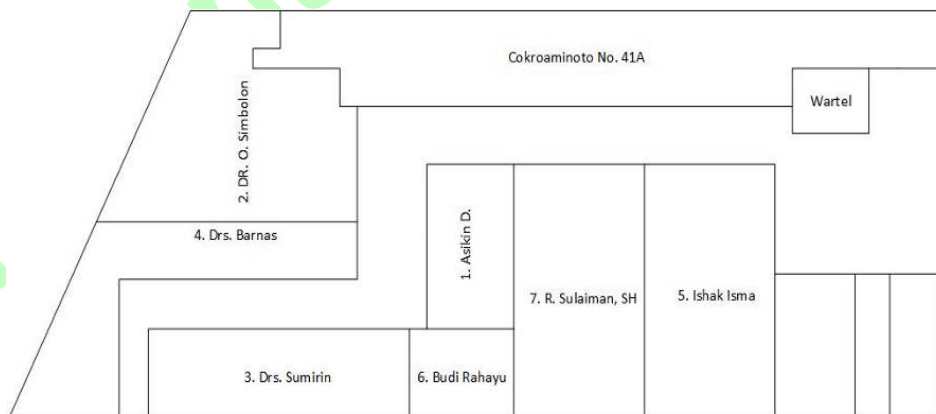 Cokroaminoto No. 41A
Wartel
2. DR. O. Simbolon
4. Drs. Barnas
1. Asikin D.
7. R. Sulaiman, SH
5. Ishak Isma
3. Drs. Sumirin
6. Budi Rahayu